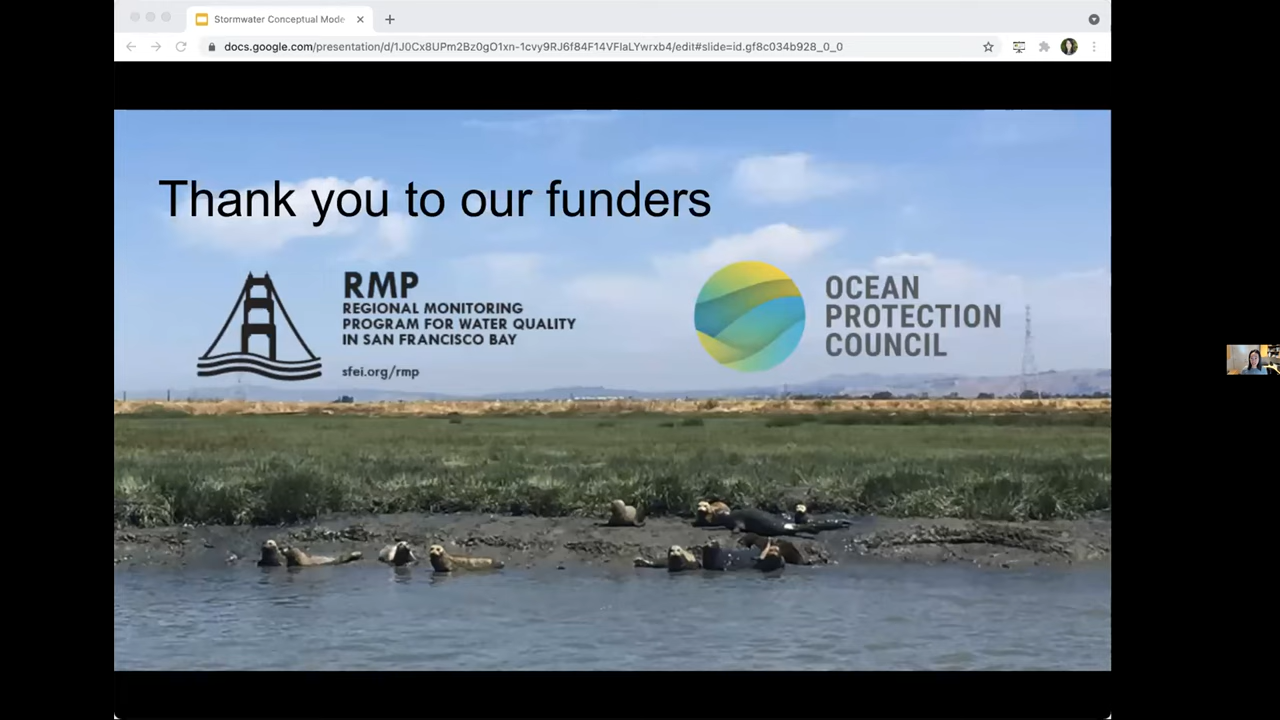 Stormwater Conceptual Mode
docs.google.com/presentation/d/1J0Cx8UPm2Bz0gO1xn-1cvy9RJ6f84F14VFlaLYwrxb4/edit#slide=id.gf8c034b928_0_0
Thank you to our funders
RMP
REGIONAL MONITORING
PROGRAM FOR WATER QUALITY
IN SAN FRANCISCO BAY
sfei.org/rmp
OCEAN
PROTECTION
COUNCIL